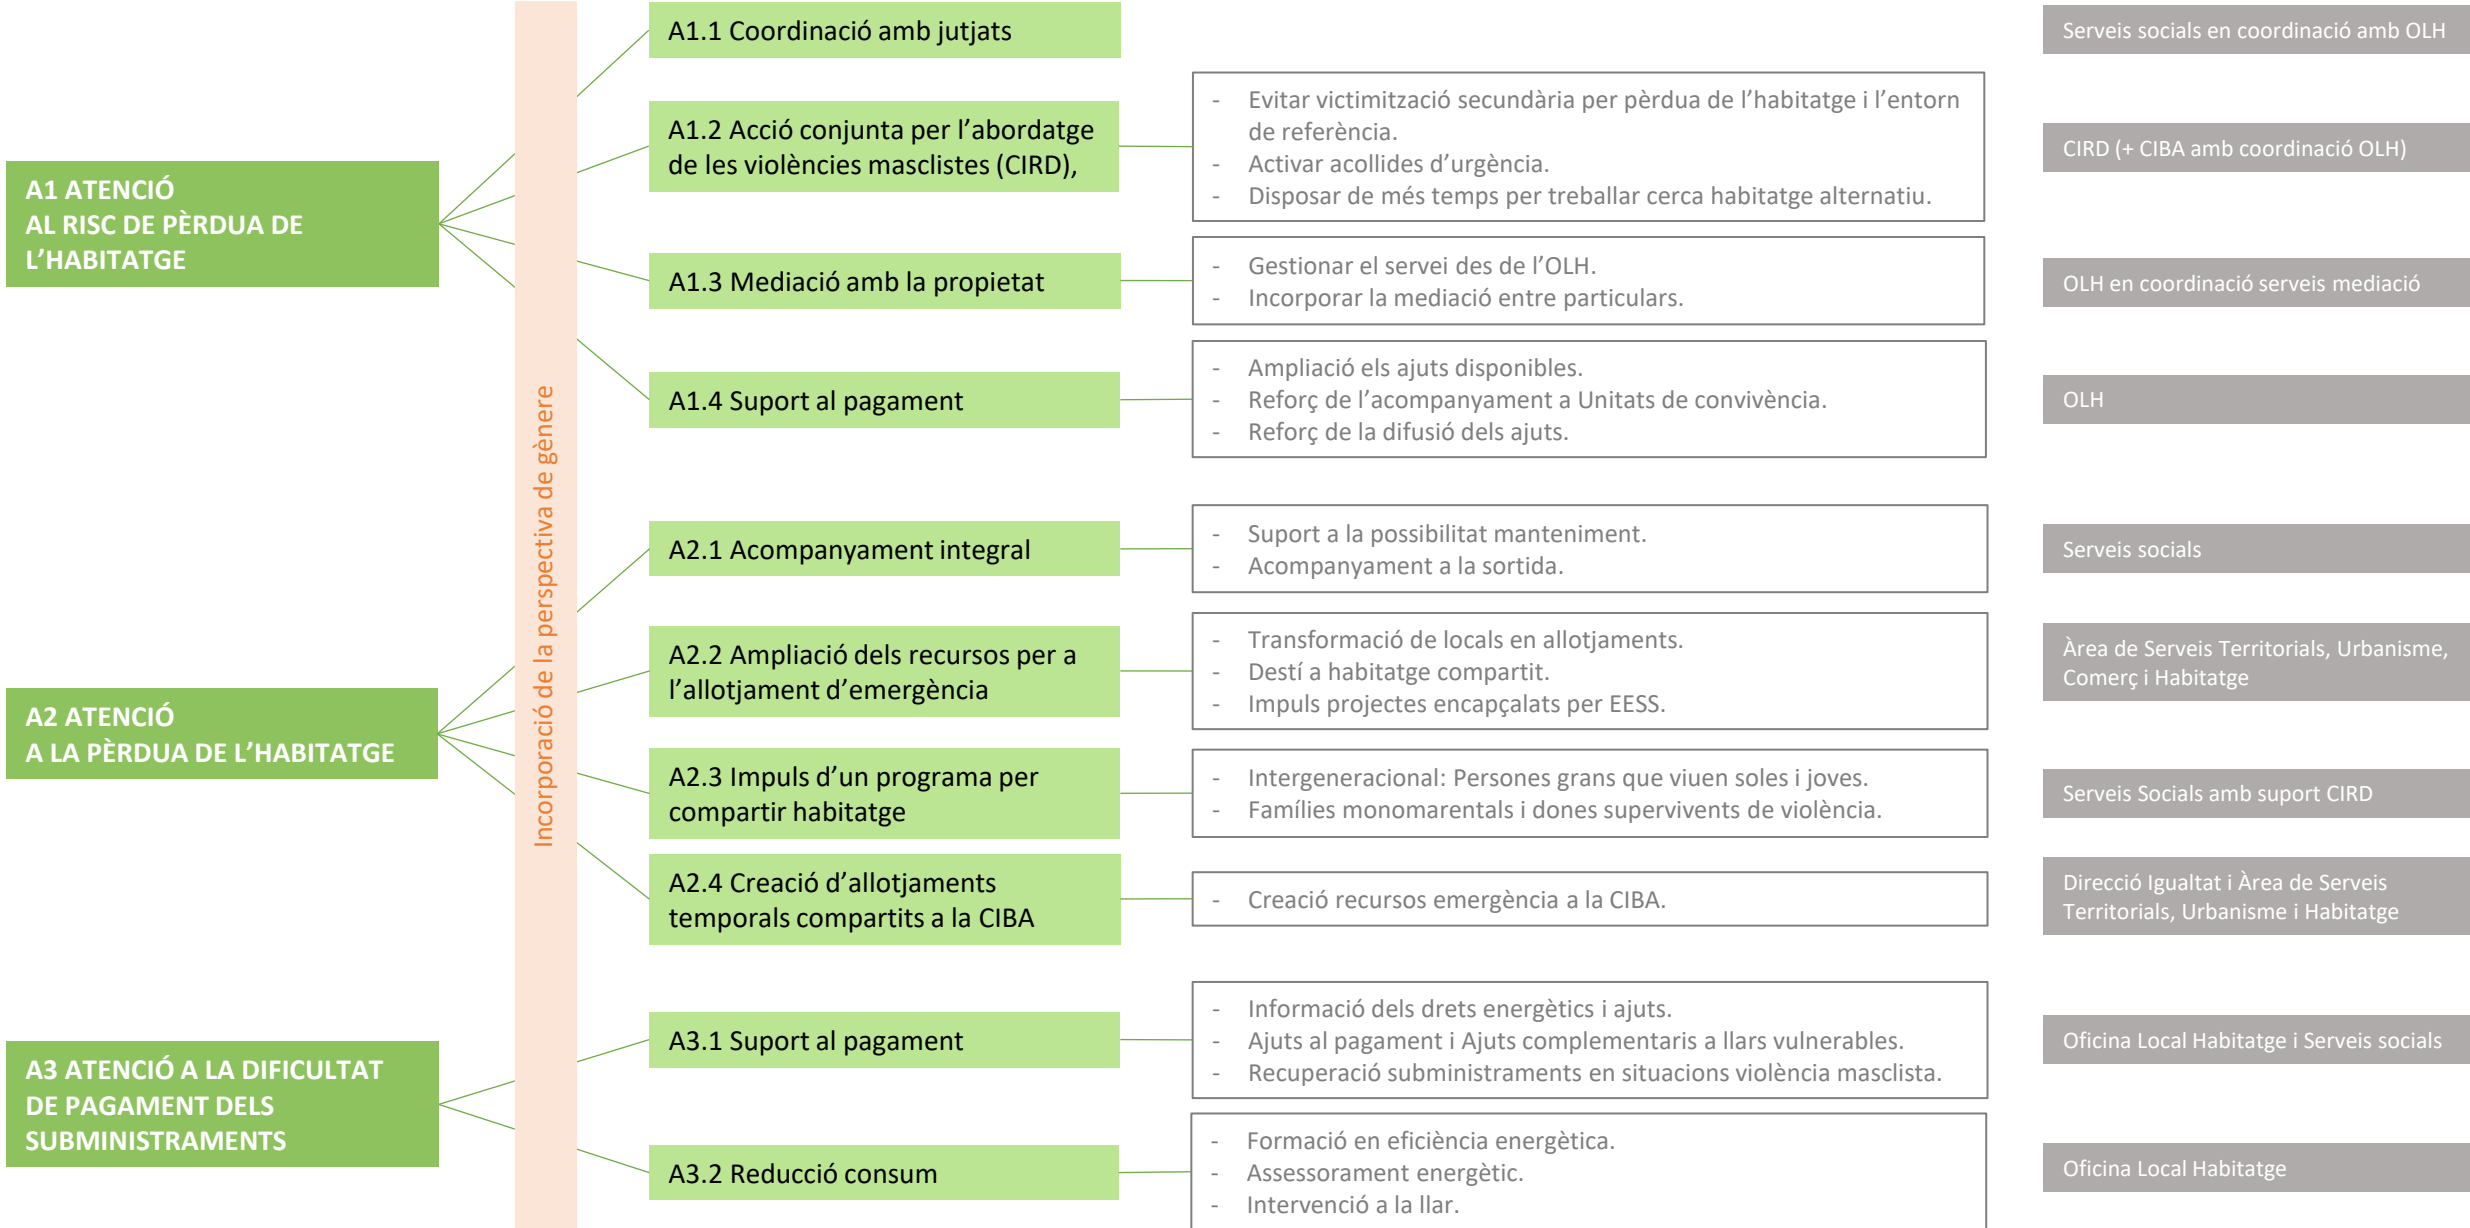 A1 ATENCIÓ
AL RISC DE PÈRDUA DE
L’HABITATGE
A1.1 Coordinació amb jutjats
Serveis socials en coordinació amb OLH
A1.2 Acció conjunta per l’abordatge
de les violències masclistes (CIRD),
- Evitar victimització secundària per pèrdua de l’habitatge i l’entorn
de referència.
- Activar acollides d’urgència.
- Disposar de més temps per treballar cerca habitatge alternatiu.
CIRD (+ CIBA amb coordinació OLH)
A1.3 Mediació amb la propietat
- Gestionar el servei des de l’OLH.
- Incorporar la mediació entre particulars.
OLH en coordinació serveis mediació
A1.4 Suport al pagament
- Ampliació els ajuts disponibles.
- Reforç de l’acompanyament a Unitats de convivència.
- Reforç de la difusió dels ajuts.
OLH
Incorporació de la perspectiva de gènere
A2 ATENCIÓ
A LA PÈRDUA DE L’HABITATGE
A2.1 Acompanyament integral
- Suport a la possibilitat manteniment.
- Acompanyament a la sortida.
Serveis socials
A2.2 Ampliació dels recursos per a
l’allotjament d’emergència
- Transformació de locals en allotjaments.
- Destí a habitatge compartit.
- Impuls projectes encapçalats per EESS.
Àrea de Serveis Territorials, Urbanisme,
Comerç i Habitatge
A2.3 Impuls d’un programa per
compartir habitatge
- Intergeneracional: Persones grans que viuen soles i joves.
- Famílies monomarentals i dones supervivents de violència.
Serveis Socials amb suport CIRD
A2.4 Creació d’allotjaments
temporals compartits a la CIBA
- Creació recursos emergència a la CIBA.
Direcció Igualtat i Àrea de Serveis
Territorials, Urbanisme i Habitatge
A3 ATENCIÓ A LA DIFICULTAT
DE PAGAMENT DELS
SUBMINISTRAMENTS
A3.1 Suport al pagament
- Informació dels drets energètics i ajuts.
- Ajuts al pagament i Ajuts complementaris a llars vulnerables.
- Recuperació subministraments en situacions violència masclista.
Oficina Local Habitatge i Serveis socials
A3.2 Reducció consum
- Formació en eficiència energètica.
- Assessorament energètic.
- Intervenció a la llar.
Oficina Local Habitatge